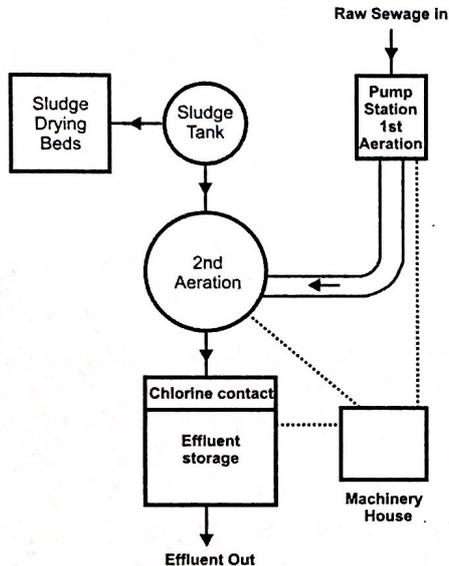 Raw Sewage in
Pump
Station
1st
Aeration
Sludge
Drying
Beds
Sludge
Tank
2nd
Aeration
Chlorine contact
Effluent
storage
Machinery
House
Effluent Out